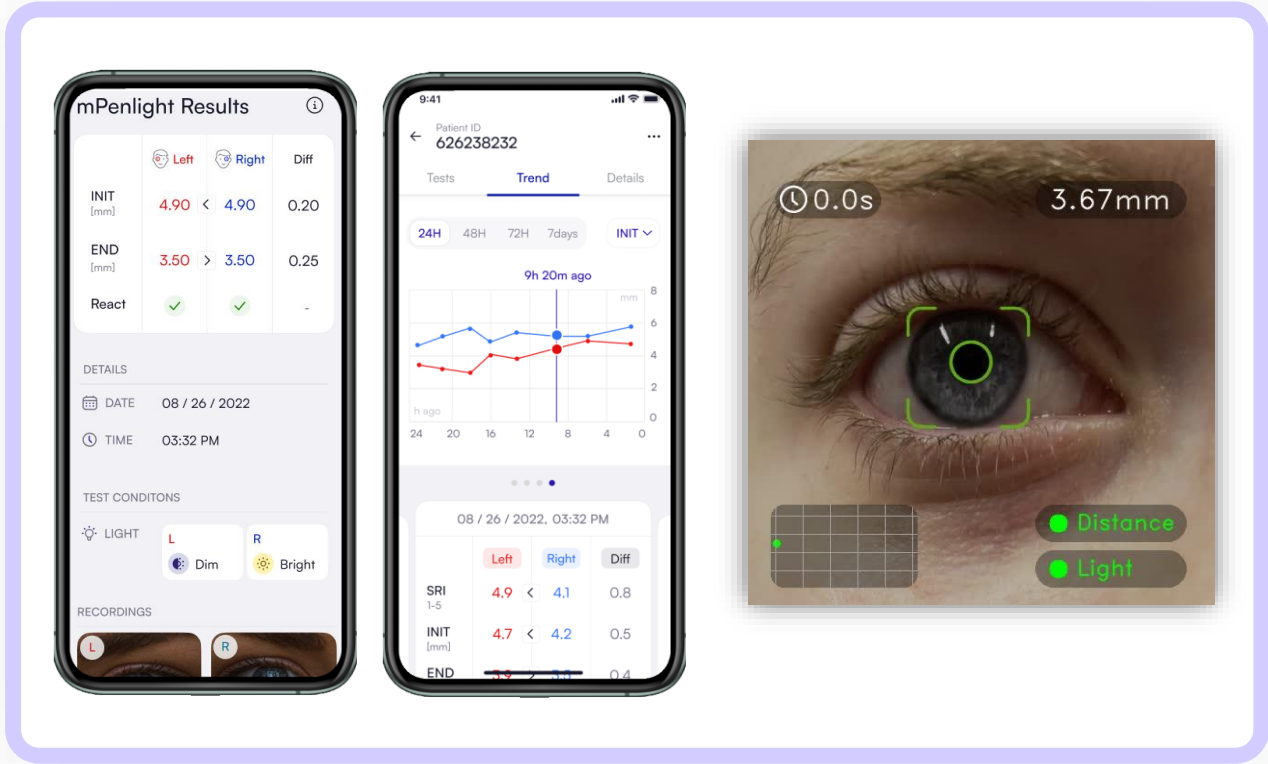 mPenlight Results
Left Right Diff
INIT 4.90 < 4.90 0.20
[mm]
END 3.50 > 3.50 0.25
[mm]
React -
DETAILS
DATE 08 / 26 / 2022
TIME 03:32 PM
TEST CONDITONS
LIGHT
L R
Dim Bright
RECORDINGS
L R
9:41
Patient ID
626238232
Tests Trend Details
24H 48H 72H 7days INIT
9h 20m ago
8
mm
6
4
2
h ago
0
24 20 16 12 8 4 0
08 / 26 / 2022, 03:32 PM
Left Right Diff
SRI 4.9 < 4.1 0.8
1-5
INIT 4.7 < 4.2 0.5
[mm]
END 0.4
0.0s 3.67mm
Distance
Light